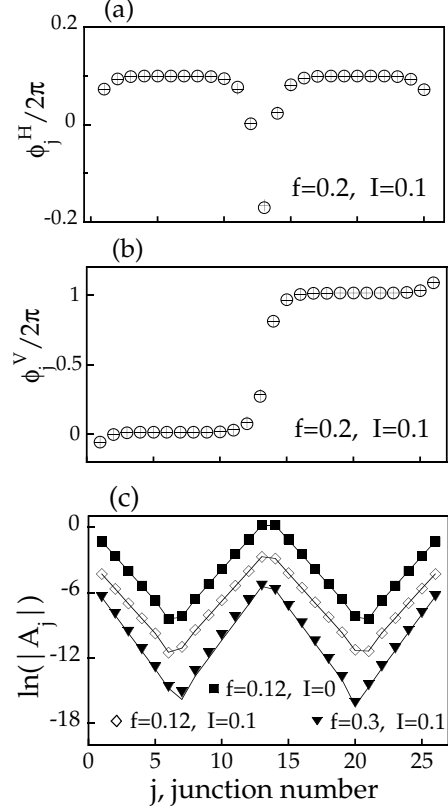 (a)
0.2
0.1
0
-0.2
ϕ_j^H/2π
f=0.2, I=0.1
(b)
1
0.5
0
ϕ_j^V/2π
f=0.2, I=0.1
(c)
0
-6
-12
-18
ln(|A_j|)
f=0.12, I=0
f=0.12, I=0.1
f=0.3, I=0.1
0 5 10 15 20 25
j, junction number